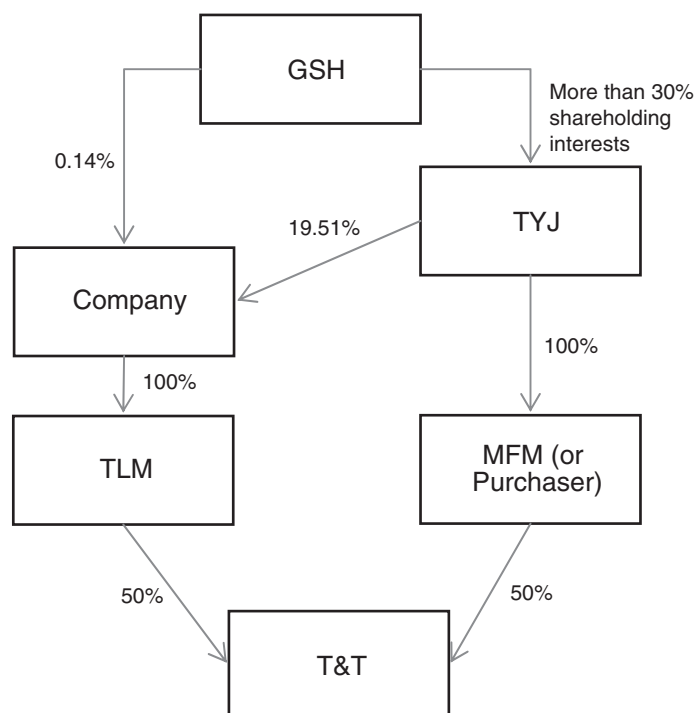 GSH
More than 30%
shareholding
interests
0.14%
TYJ
19.51%
Company
100%
100%
TLM
MFM (or
Purchaser)
50%
50%
T&T